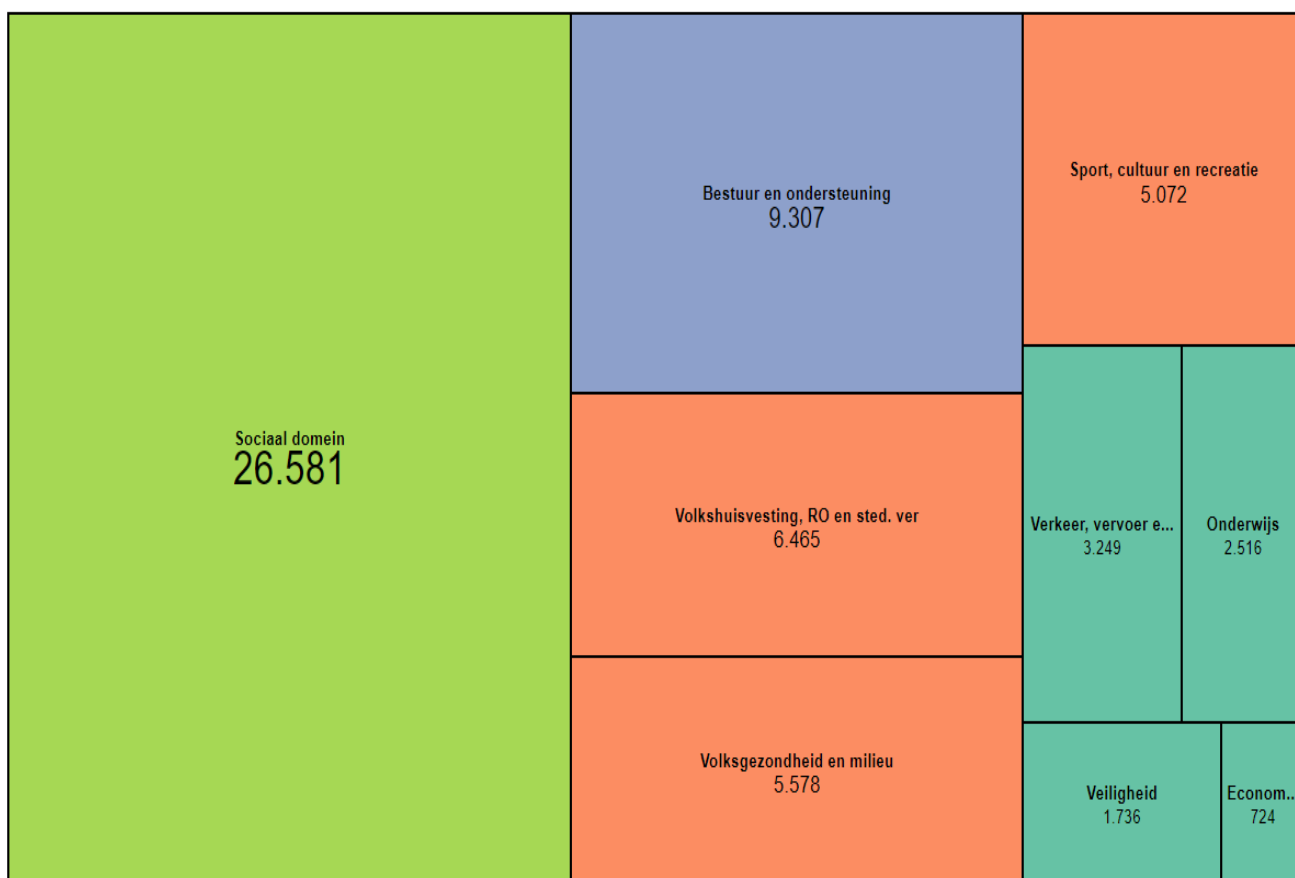 Sociaal domein
26.581
Bestuur en ondersteuning
9.307
Volkshuisvesting, RO en sted. ver
6.465
Volksgezondheid en milieu
5.578
Sport, cultuur en recreatie
5.072
Verkeer, vervoer e...
3.249
Onderwijs
2.516
Veiligheid
1.736
Econom...
724